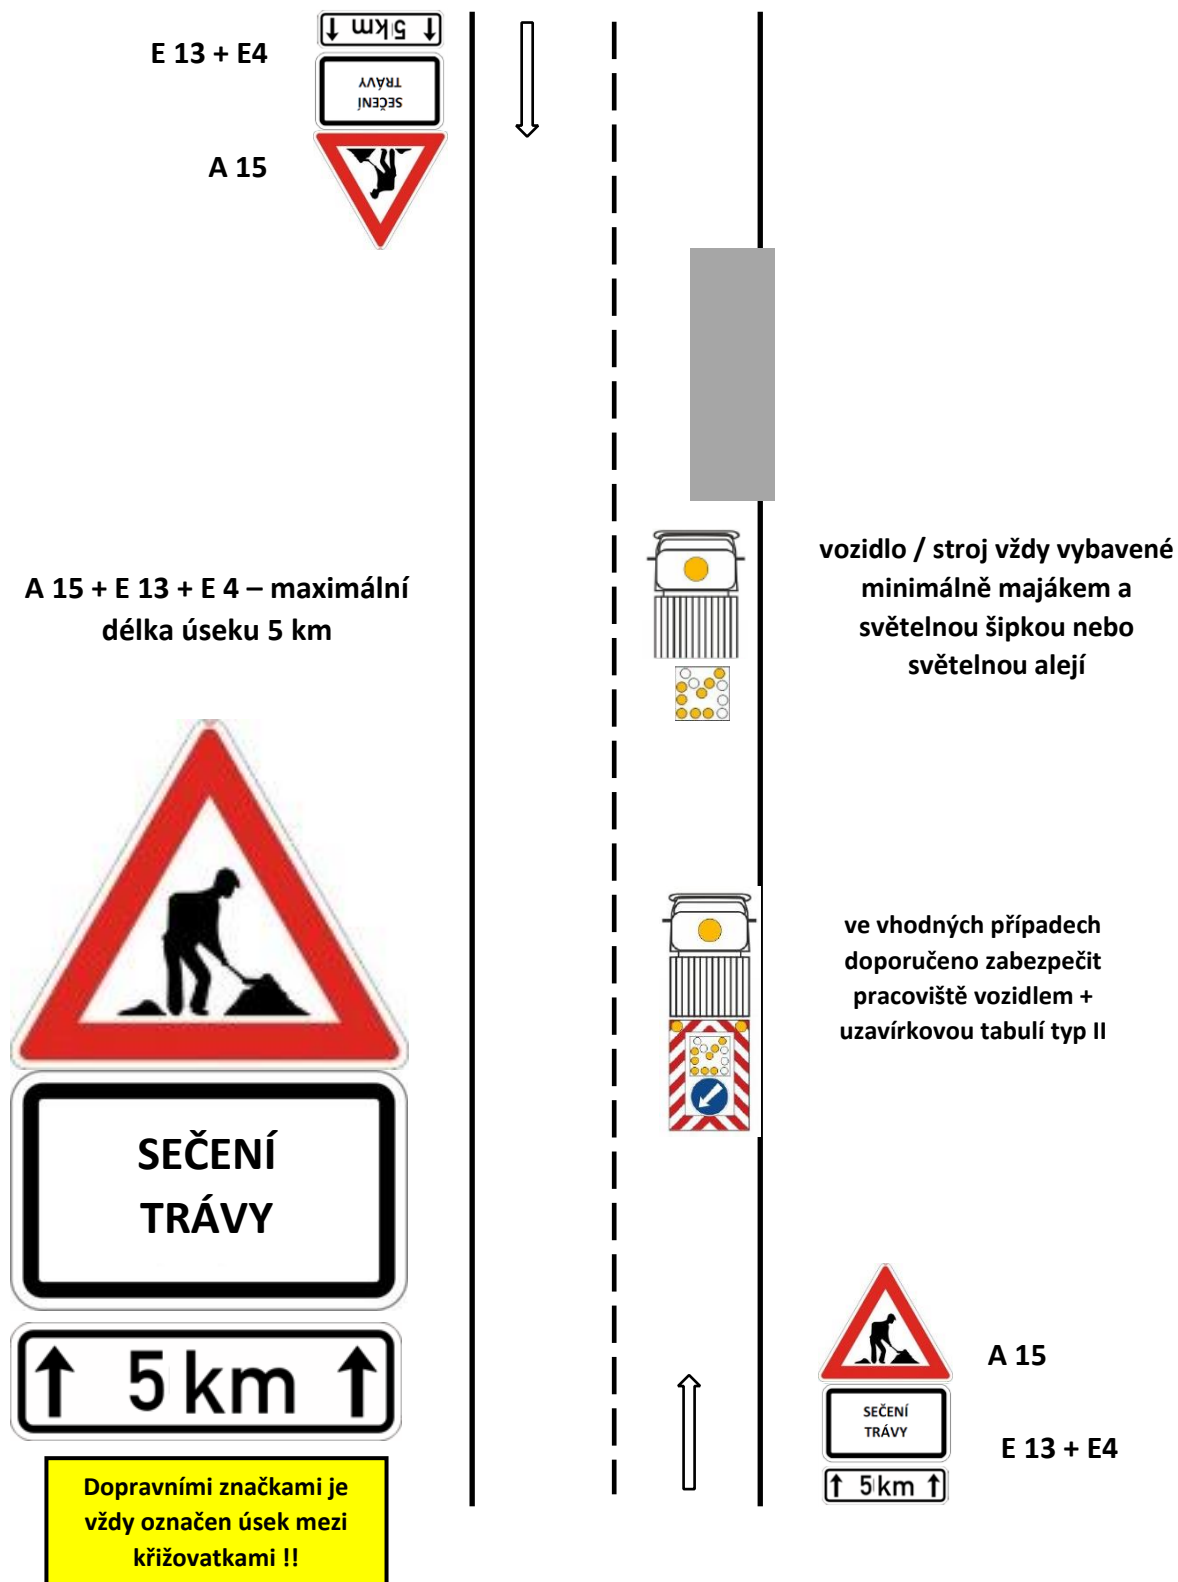 5 km
SEČENÍ
TRÁVY
E 13 + E4
A 15
A 15 + E 13 + E 4 – maximální
délka úseku 5 km
vozidlo / stroj vždy vybavené
minimálně majákem a
světelnou šipkou nebo
světelnou alejí
ve vhodných případech
doporučeno zabezpečit
pracoviště vozidlem +
uzavírkovou tabulí typ II
SEČENÍ
TRÁVY
5 km
Dopravními značkami je
vždy označen úsek mezi
křižovatkami !!
A 15
SEČENÍ
TRÁVY
E 13 + E4
5 km